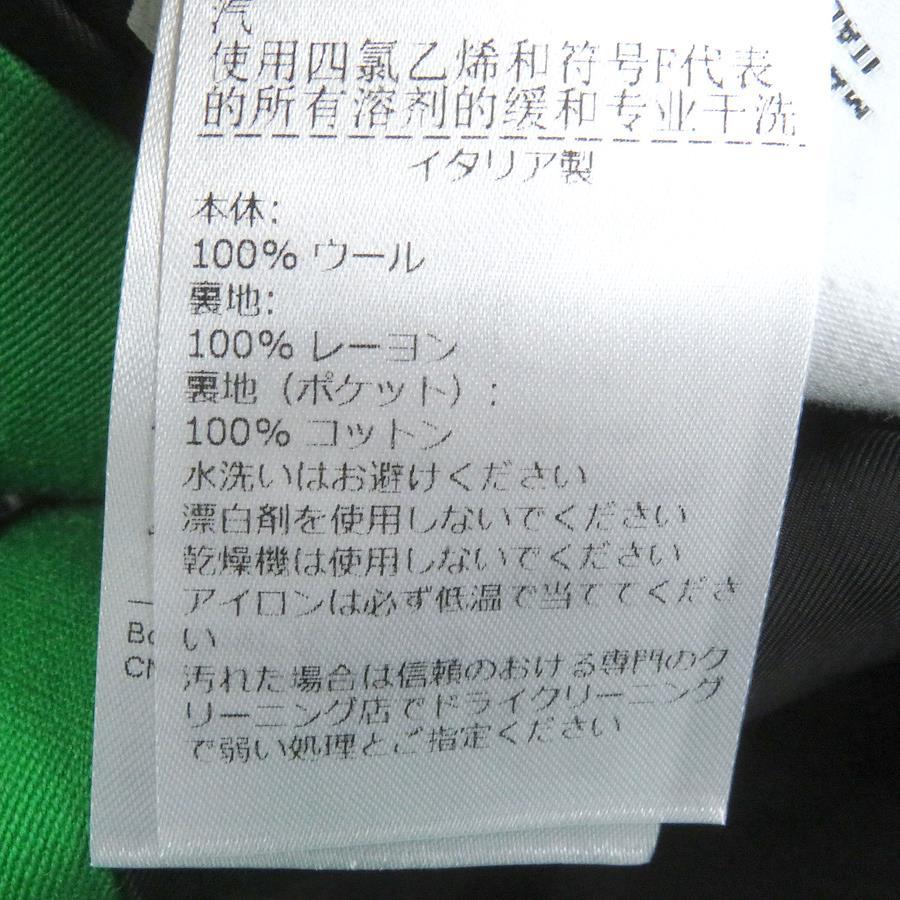 汽
使用四氯乙烯和符号F代表
的所有溶剂的缓和专业干洗
イタリア製
本体:
100% ウール
裏地:
100% レーヨン
裏地（ポケット）:
100% コットン
水洗いはお避けください
漂白剤を使用しないでください
乾燥機は使用しないでください
アイロンは必ず低温で当ててくださ
い
汚れた場合は信頼のおける専門のク
リーニング店でドライクリーニング
で弱い処理とご指定ください